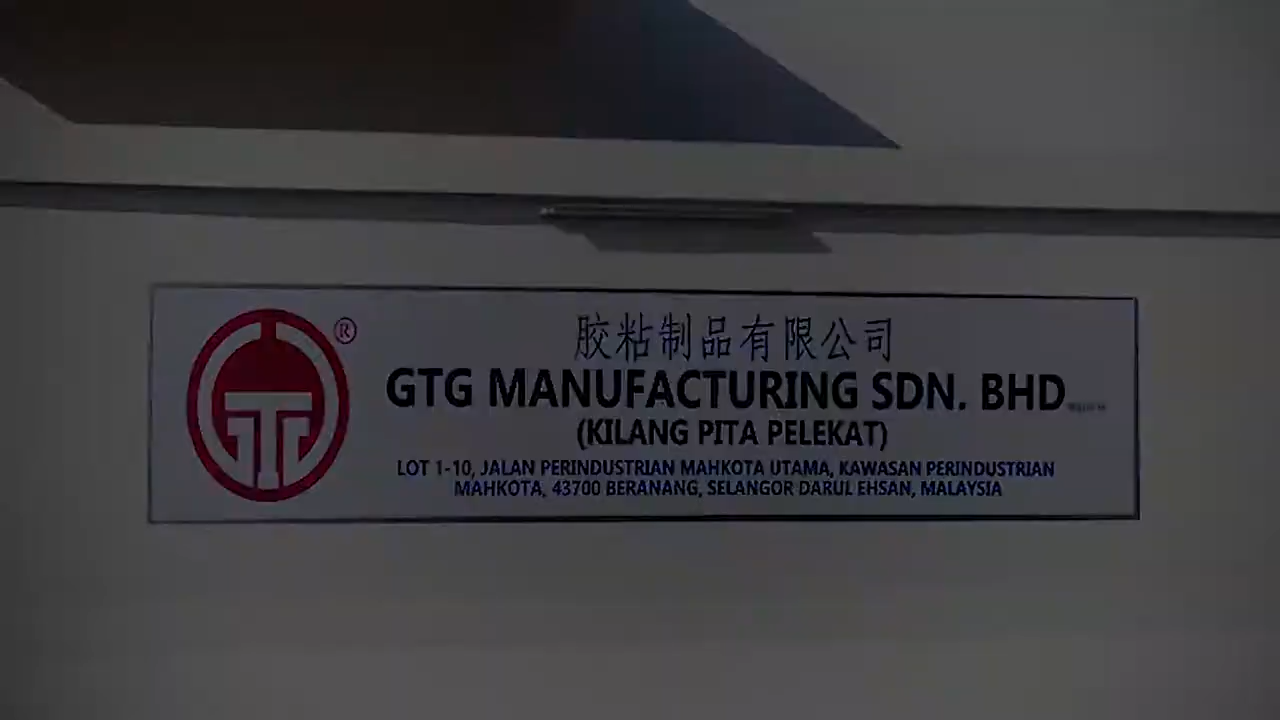 胶粘制品有限公司
GTG MANUFACTURING SDN. BHD
(KILANG PITA PELEKAT)
LOT 1-10, JALAN PERINDUSTRIAN MAHKOTA UTAMA, KAWASAN PERINDUSTRIAN
MAHKOTA, 43700 BERANANG, SELANGOR DARUL EHSAN, MALAYSIA
GTG
®